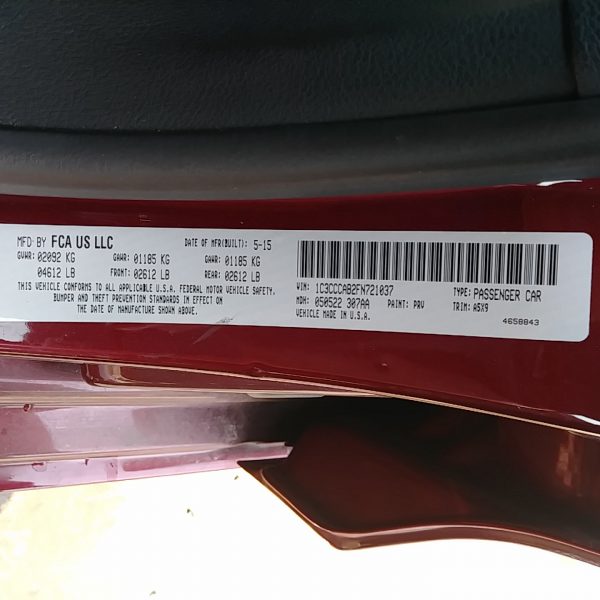 MFD BY FCA US LLC
DATE OF MFR(BUILT): 5-15
GVWR: 02092 KG GAWR: 01185 KG GAWR: 01185 KG
04612 LB FRONT: 02612 LB REAR: 02612 LB
THIS VEHICLE CONFORMS TO ALL APPLICABLE U.S.A. FEDERAL MOTOR VEHICLE SAFETY,
BUMPER AND THEFT PREVENTION STANDARDS IN EFFECT ON
THE DATE OF MANUFACTURE SHOWN ABOVE.
VIN: 1C3CCCAB2FN721037 TYPE: PASSENGER CAR
MDH: 050522 307AA PAINT: PRV TRIM: A5X9
VEHICLE MADE IN U.S.A. 4658843